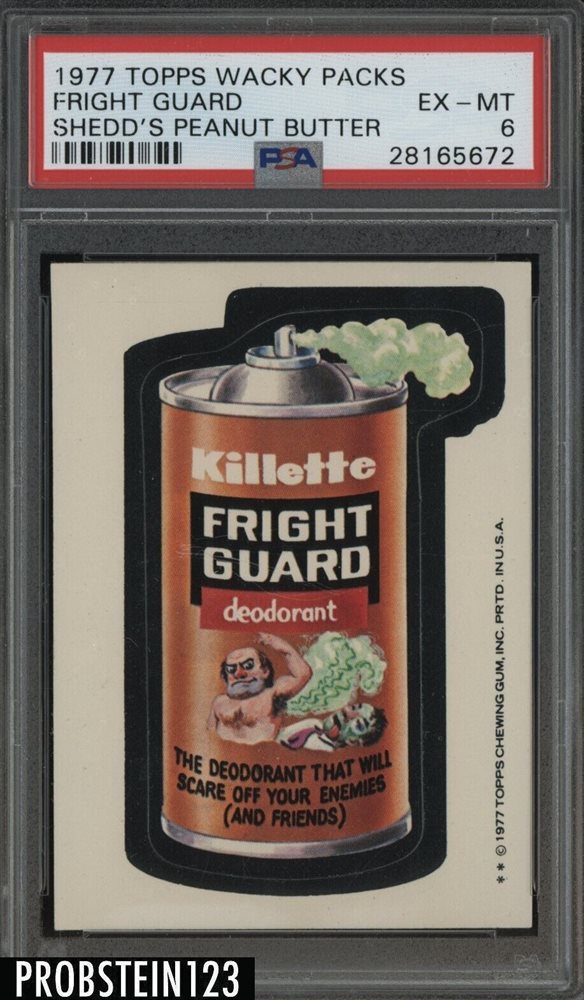 1977 TOPPS WACKY PACKS
FRIGHT GUARD EX - MT
SHEDD'S PEANUT BUTTER 6
PSA 28165672
Killette
FRIGHT
GUARD
deodorant
THE DEODORANT THAT WILL
SCARE OFF YOUR ENEMIES
(AND FRIENDS)
* * © 1977 TOPPS CHEWING GUM, INC. PRTD. IN U.S.A.
PROBSTEIN123